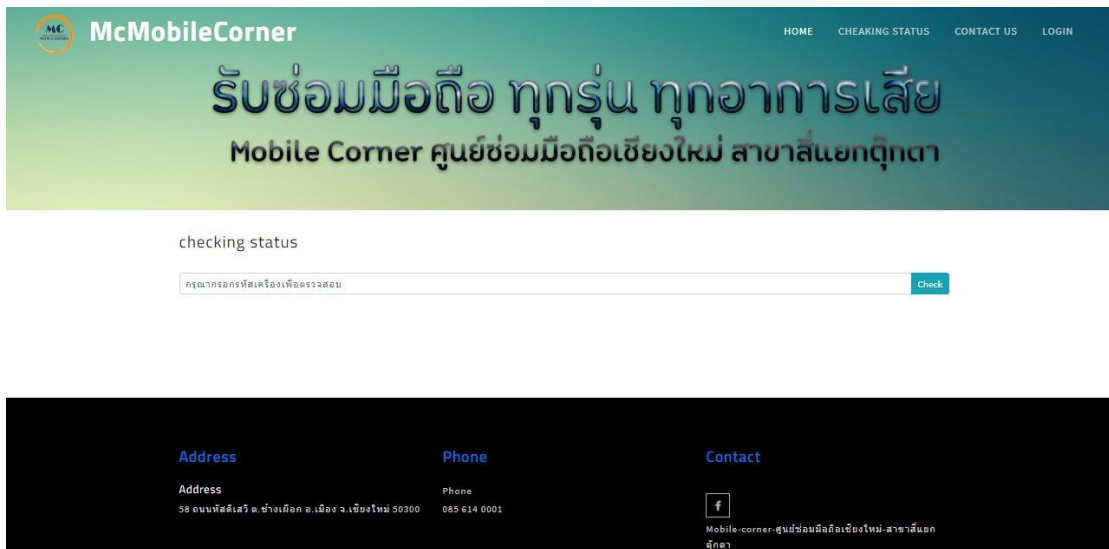 MC
McMobileCorner
HOME CHEAKING STATUS CONTACT US LOGIN
รับซ่อมมือถือ ทุกรุ่น ทุกอาการเสีย
Mobile Corner ศูนย์ซ่อมมือถือเชียงใหม่ สาขาสี่แยกตุ๊กตา
checking status
กรุณากรอกรหัสเครื่องเพื่อตรวจสอบ Check
Address Phone Contact
Address Phone
58 ถนนหัสดิเสวี ต.ช้างเผือก อ.เมือง จ.เชียงใหม่ 50300 085 614 0001
f
Mobile-corner-ศูนย์ซ่อมมือถือเชียงใหม่-สาขาสี่แยก
ตุ๊กตา